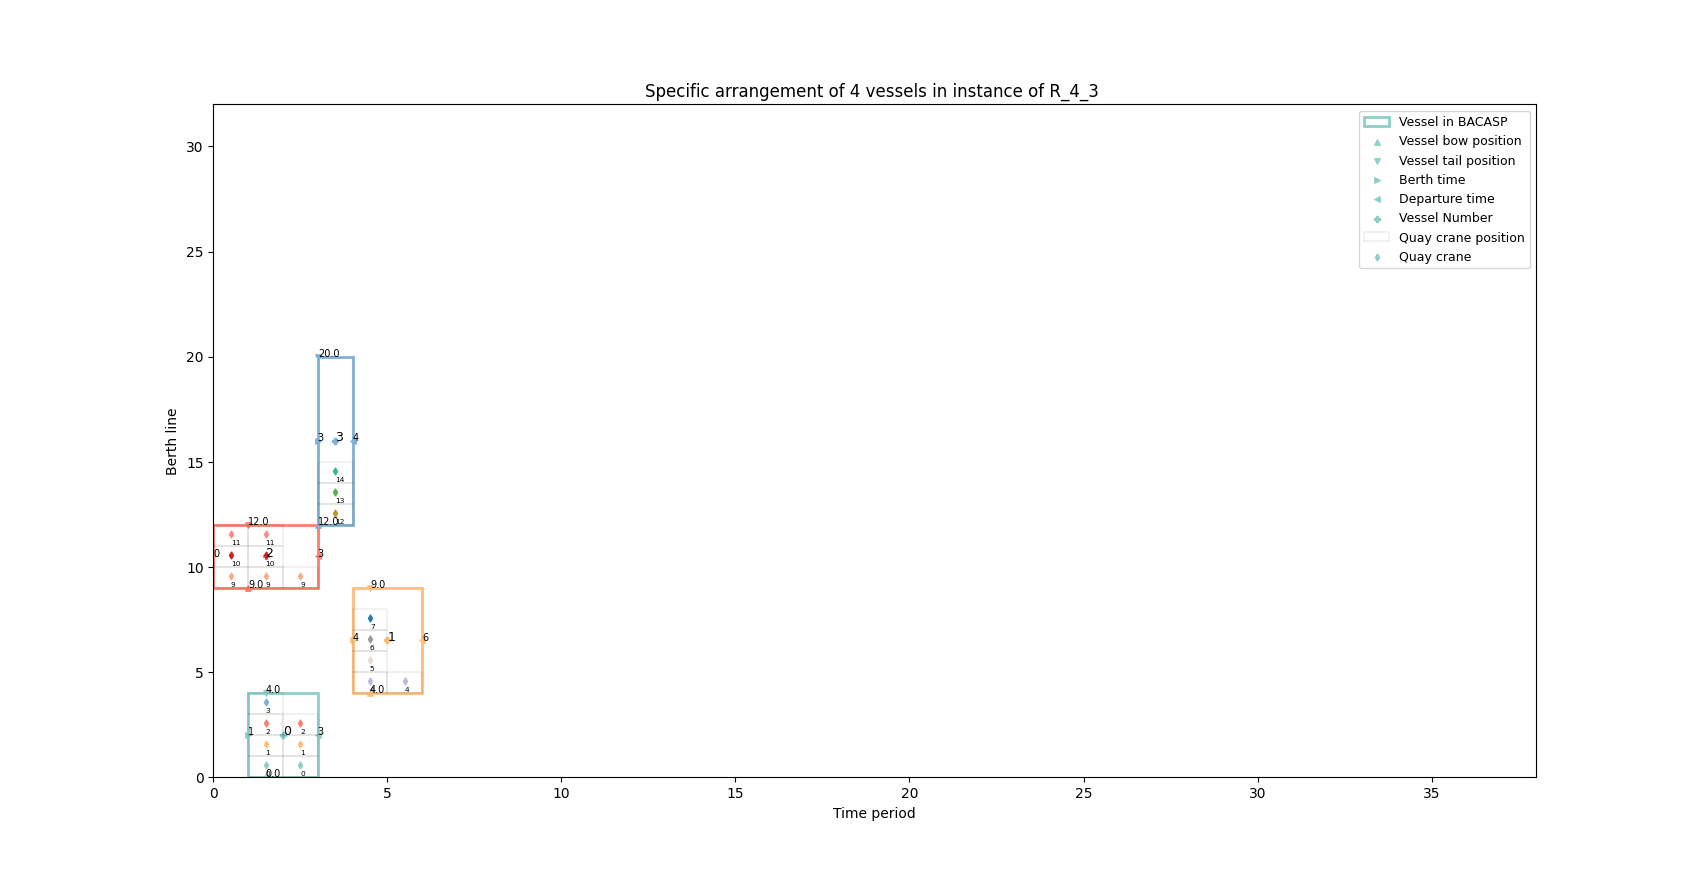 Specific arrangement of 4 vessels in instance of R_4_3
Vessel in BACASP
Vessel bow position
Vessel tail position
Berth time
Departure time
Vessel Number
Quay crane position
Quay crane
30
25
20
15
10
5
0
Berth line
20.0
3 3 4
14
13
12
12.0 12.0
11 11
0 2 3
10 10
9 9 9
9.0
9.0
7
4 1 6
6
5
4 4
4.0
4.0
3
1 0 3
2 2
1 1
0 0
0.0
0 5 10 15 20 25 30 35
Time period